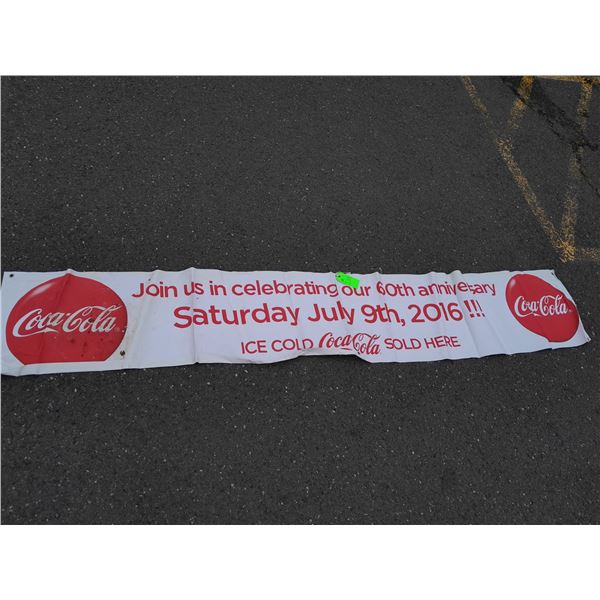 Coca-Cola
Join us in celebrating our 60th anniversary
Saturday July 9th, 2016 !!!
ICE COLD Coca-Cola SOLD HERE
Coca-Cola